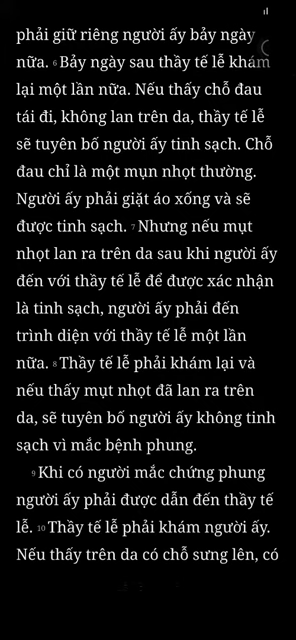 phải giữ riêng người ấy bảy ngày
nữa. 6 Bảy ngày sau thầy tế lễ khám
lại một lần nữa. Nếu thấy chỗ đau
tái đi, không lan trên da, thầy tế lễ
sẽ tuyên bố người ấy tinh sạch. Chỗ
đau chỉ là một mụn nhọt thường.
Người ấy phải giặt áo xống và sẽ
được tinh sạch. 7 Nhưng nếu mụt
nhọt lan ra trên da sau khi người ấy
đến với thầy tế lễ để được xác nhận
là tinh sạch, người ấy phải đến
trình diện với thầy tế lễ một lần
nữa. 8 Thầy tế lễ phải khám lại và
nếu thấy mụt nhọt đã lan ra trên
da, sẽ tuyên bố người ấy không tinh
sạch vì mắc bệnh phung.
9 Khi có người mắc chứng phung
người ấy phải được dẫn đến thầy tế
lễ. 10 Thầy tế lễ phải khám người ấy.
Nếu thấy trên da có chỗ sưng lên, có